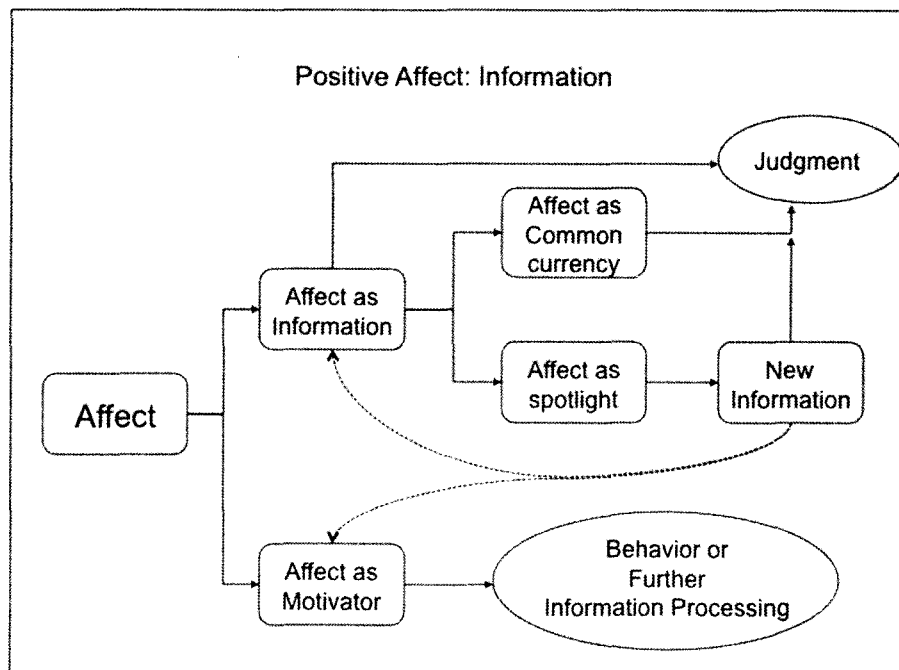 Positive Affect: Information
Judgment
Affect as
Common
currency
Affect as
Information
Affect as
spotlight
New
Information
Affect
Affect as
Motivator
Behavior or
Further
Information Processing